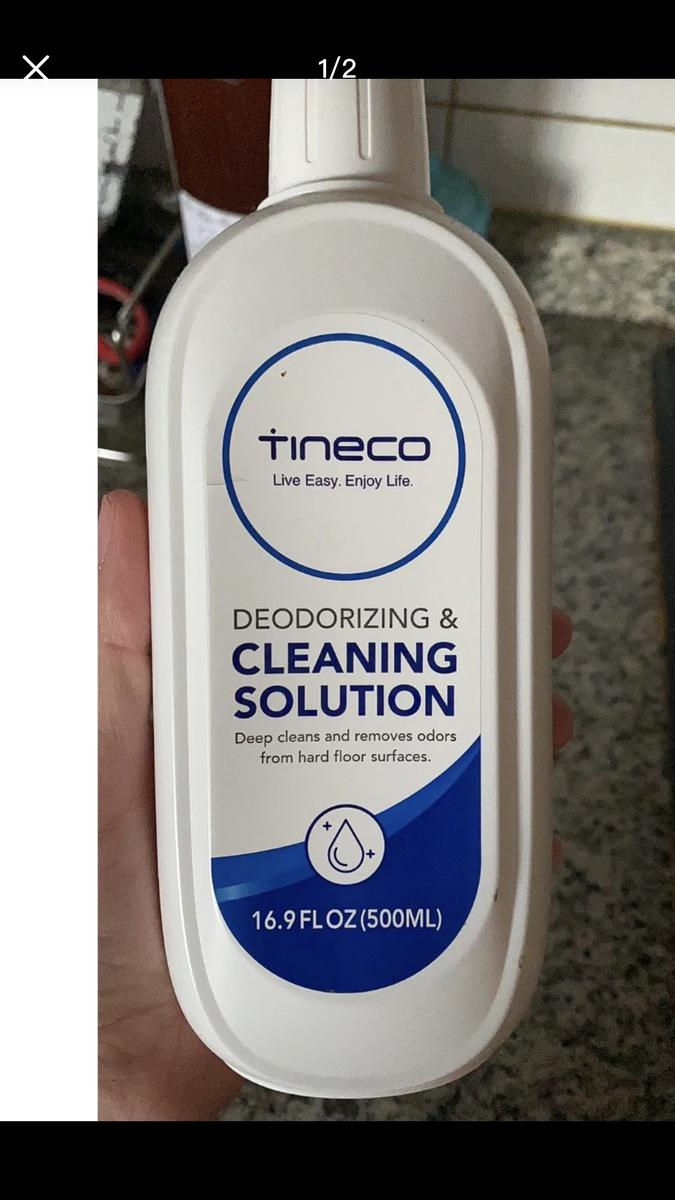 1/2
tineco
Live Easy. Enjoy Life.
DEODORIZING &
CLEANING
SOLUTION
Deep cleans and removes odors
from hard floor surfaces.
16.9 FL OZ (500ML)